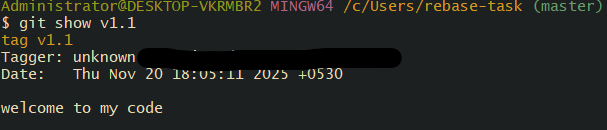 Administrator@DESKTOP-VKRMBR2 MINGW64 /c/Users/rebase-task (master)
$ git show v1.1
tag v1.1
Tagger: unknown
Date:   Thu Nov 20 18:05:11 2025 +0530
welcome to my code